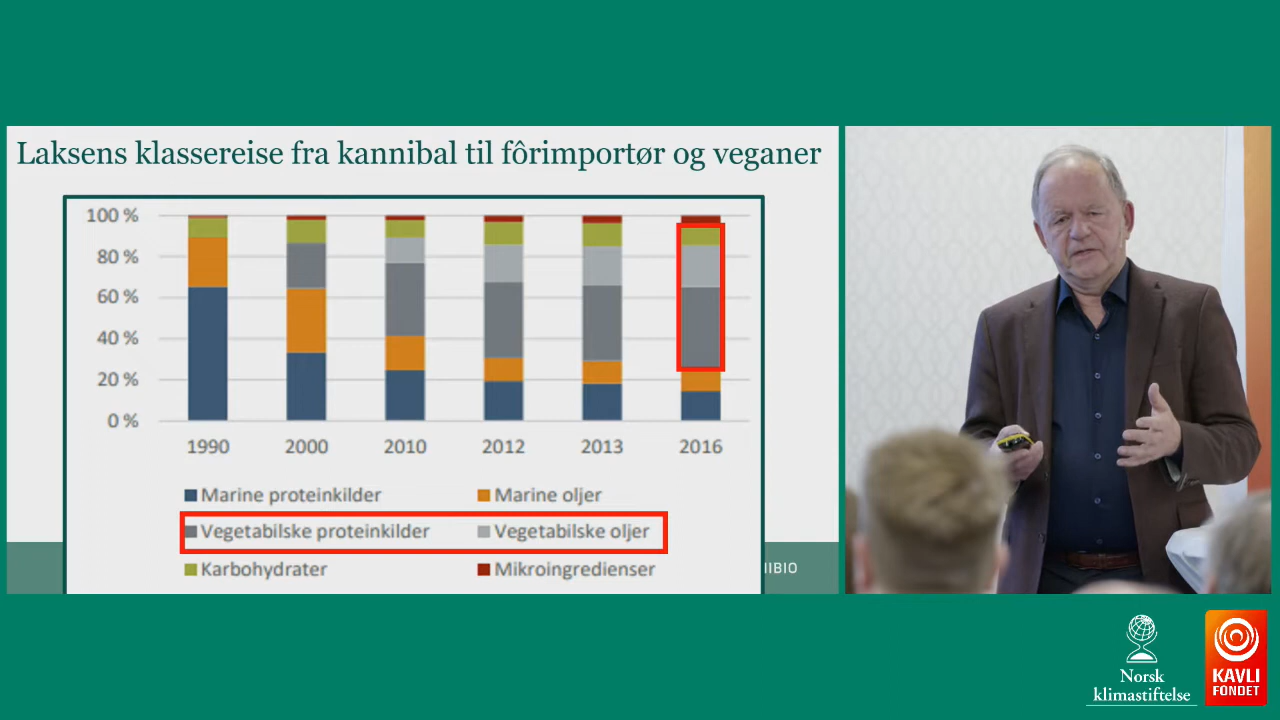 Laksens klassereise fra kannibal til fôrimportør og veganer
100 %
80 %
60 %
40 %
20 %
0 %
1990 2000 2010 2012 2013 2016
Marine proteinkilder Marine oljer
Vegetabilske proteinkilder Vegetabilske oljer
Karbohydrater Mikroingredienser
IBIO
Norsk
klimastiftelse
KAVLI
FONDET